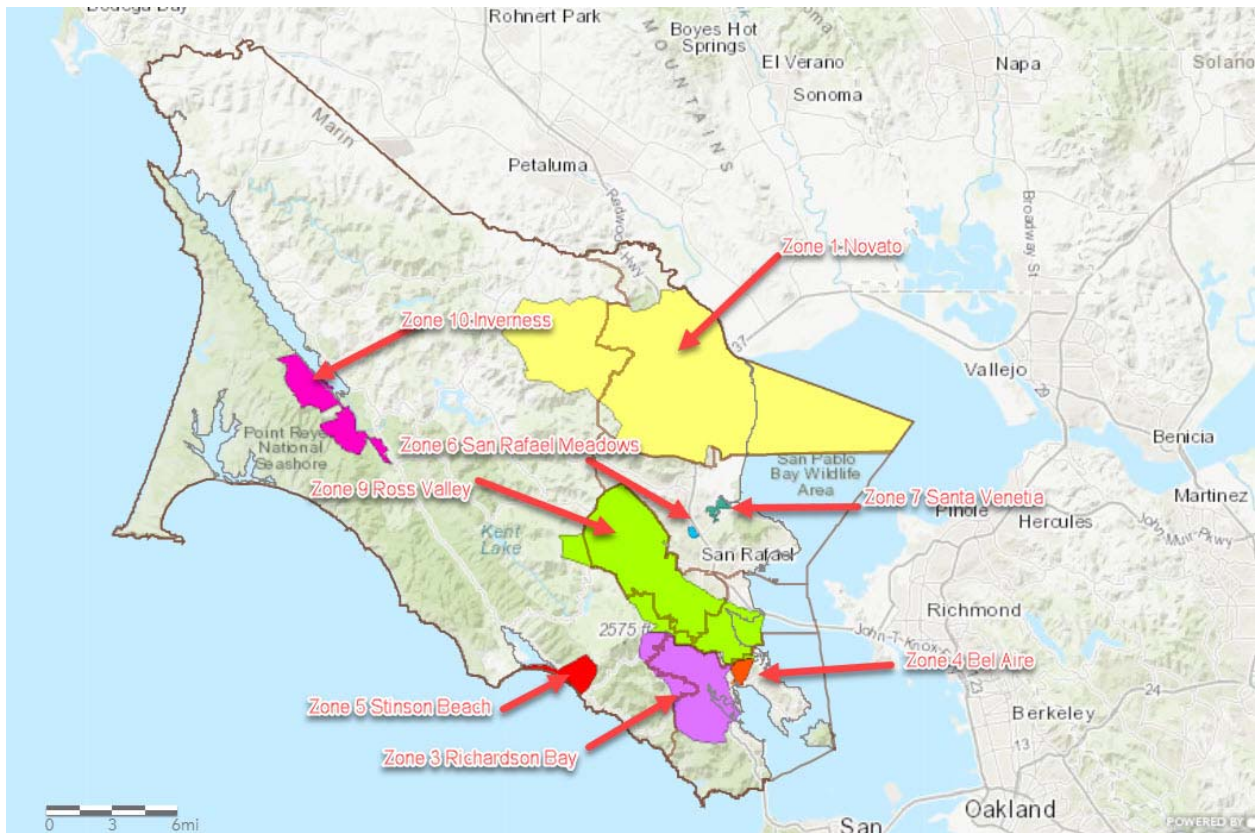 Bodega Bay
Rohnert Park
Boyes Hot
Springs
El Verano
Sonoma
Napa
Solano
MOUNTAINS
Marin
Petaluma
Redwood Hwy
Broadway St
Zone 1 Novato
Zone 10 Inverness
37
Vallejo
29
Benicia
Point Reyes
National
Seashore
Zone 6 San Rafael Meadows
San Pablo
Bay Wildlife
Area
Zone 9 Ross Valley
Zone 7 Santa Venetia
Pinole
Hercules
Martinez
John Muir Pkwy
Kent
Lake
San Rafael
Richmond
2575 ft
John-T-Knox
Zone 4 Bel Aire
Zone 5 Stinson Beach
24
Berkeley
Zone 3 Richardson Bay
13
Oakland
San
0 3 6mi
POWERED BY